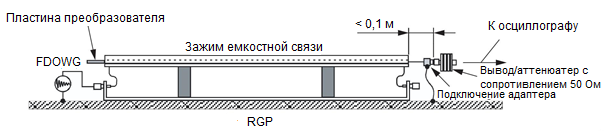 Пластина преобразователя
< 0,1 м
К осциллографу
Зажим емкостной связи
FDOWG
Вывод/аттенюатер с
сопротивлением 50 Ом
Подключение адаптера
RGP